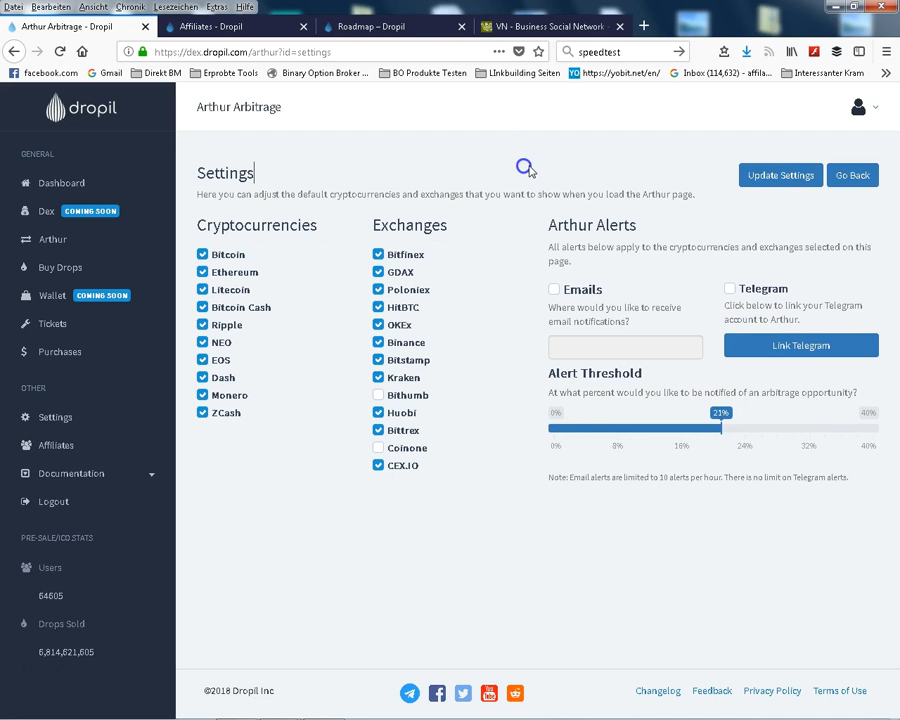 Datei Bearbeiten Ansicht Chronik Lesezeichen Extras Hilfe
Arthur Arbitrage - Dropil
Affiliates - Dropil
Roadmap – Dropil
VN - Business Social Network -
https://dex.dropil.com/arthur?id=settings
speedtest
facebook.com
Gmail
Direkt BM
Erprobte Tools
Binary Option Broker ...
BO Produkte Testen
LInkbuilding Seiten
https://yobit.net/en/
Inbox (114,632) - affilia...
Interessanter Kram
dropil
Arthur Arbitrage
GENERAL
Dashboard
Dex COMING SOON
Arthur
Buy Drops
Wallet COMING SOON
Tickets
Purchases
OTHER
Settings
Affiliates
Documentation
Logout
PRE-SALE/ICO STATS
Users
64605
Drops Sold
6,814,621,605
Settings
Update Settings
Go Back
Here you can adjust the default cryptocurrencies and exchanges that you want to show when you load the Arthur page.
Cryptocurrencies
Bitcoin
Ethereum
Litecoin
Bitcoin Cash
Ripple
NEO
EOS
Dash
Monero
ZCash
Exchanges
Bitfinex
GDAX
Poloniex
HitBTC
OKEx
Binance
Bitstamp
Kraken
Bithumb
Huobi
Bittrex
Coinone
CEX.IO
Arthur Alerts
All alerts below apply to the cryptocurrencies and exchanges selected on this
page.
Emails
Where would you like to receive
email notifications?
Telegram
Click below to link your Telegram
account to Arthur.
Link Telegram
Alert Threshold
At what percent would you like to be notified of an arbitrage opportunity?
0% 21% 40%
0% 8% 16% 24% 32% 40%
Note: Email alerts are limited to 10 alerts per hour. There is no limit on Telegram alerts.
©2018 Dropil Inc
You Tube
Changelog
Feedback
Privacy Policy
Terms of Use